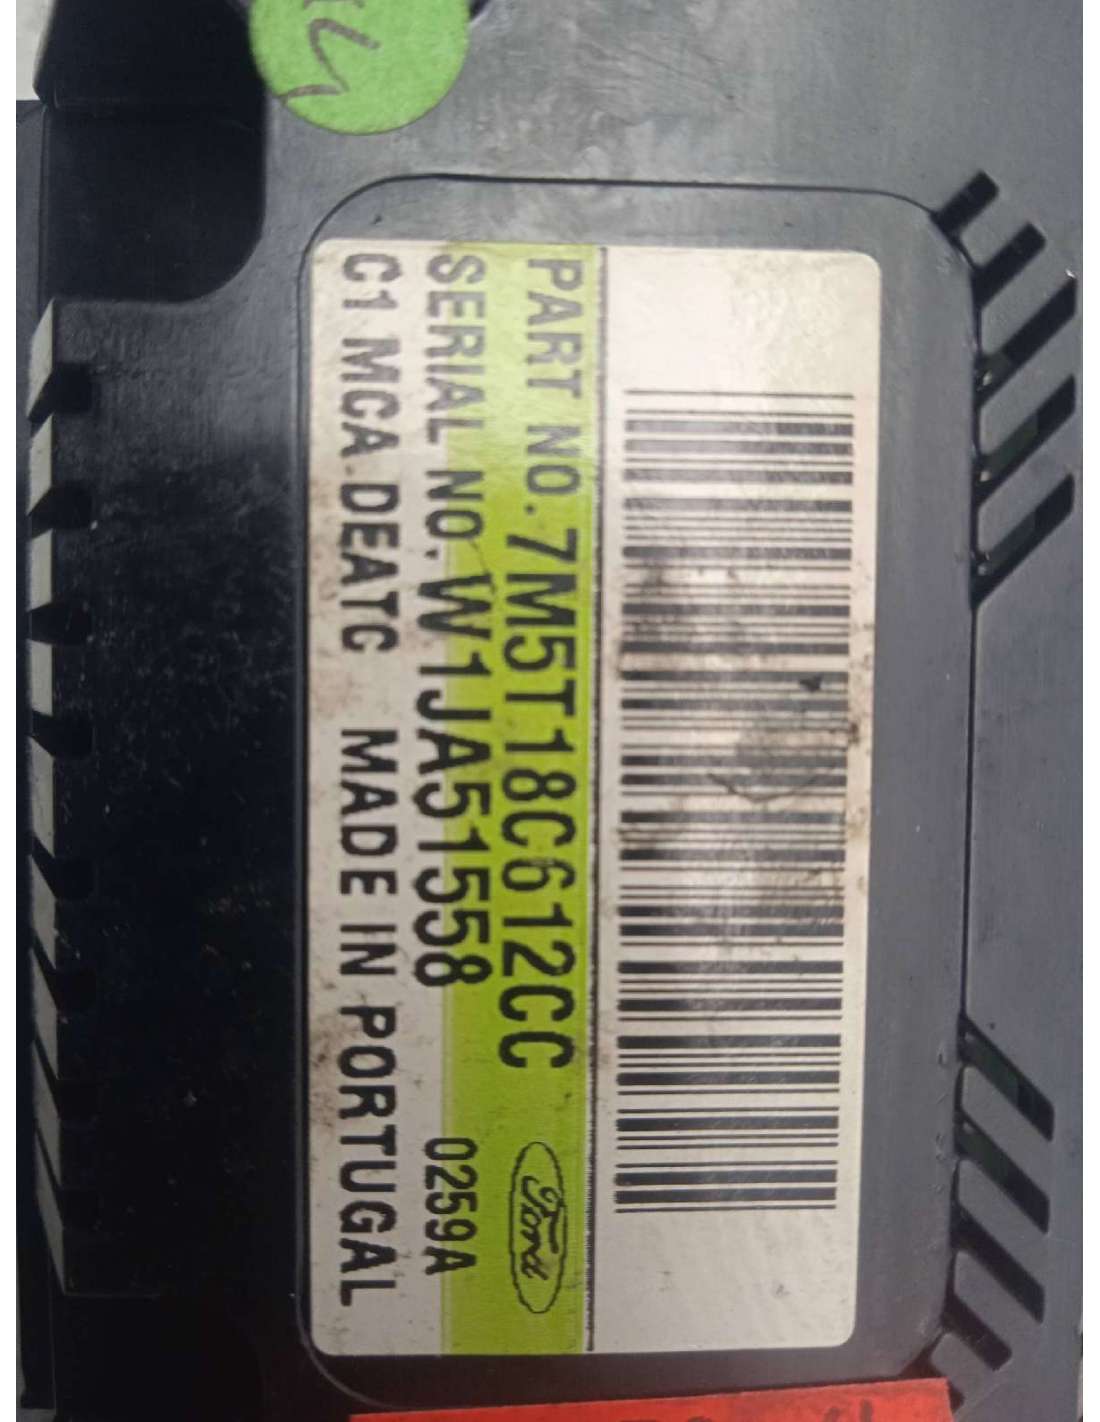 PART NO. 7M5T18C612CC
Ford
SERIAL NO. W1JA51558 0259A
C1 MCA DEATC MADE IN PORTUGAL